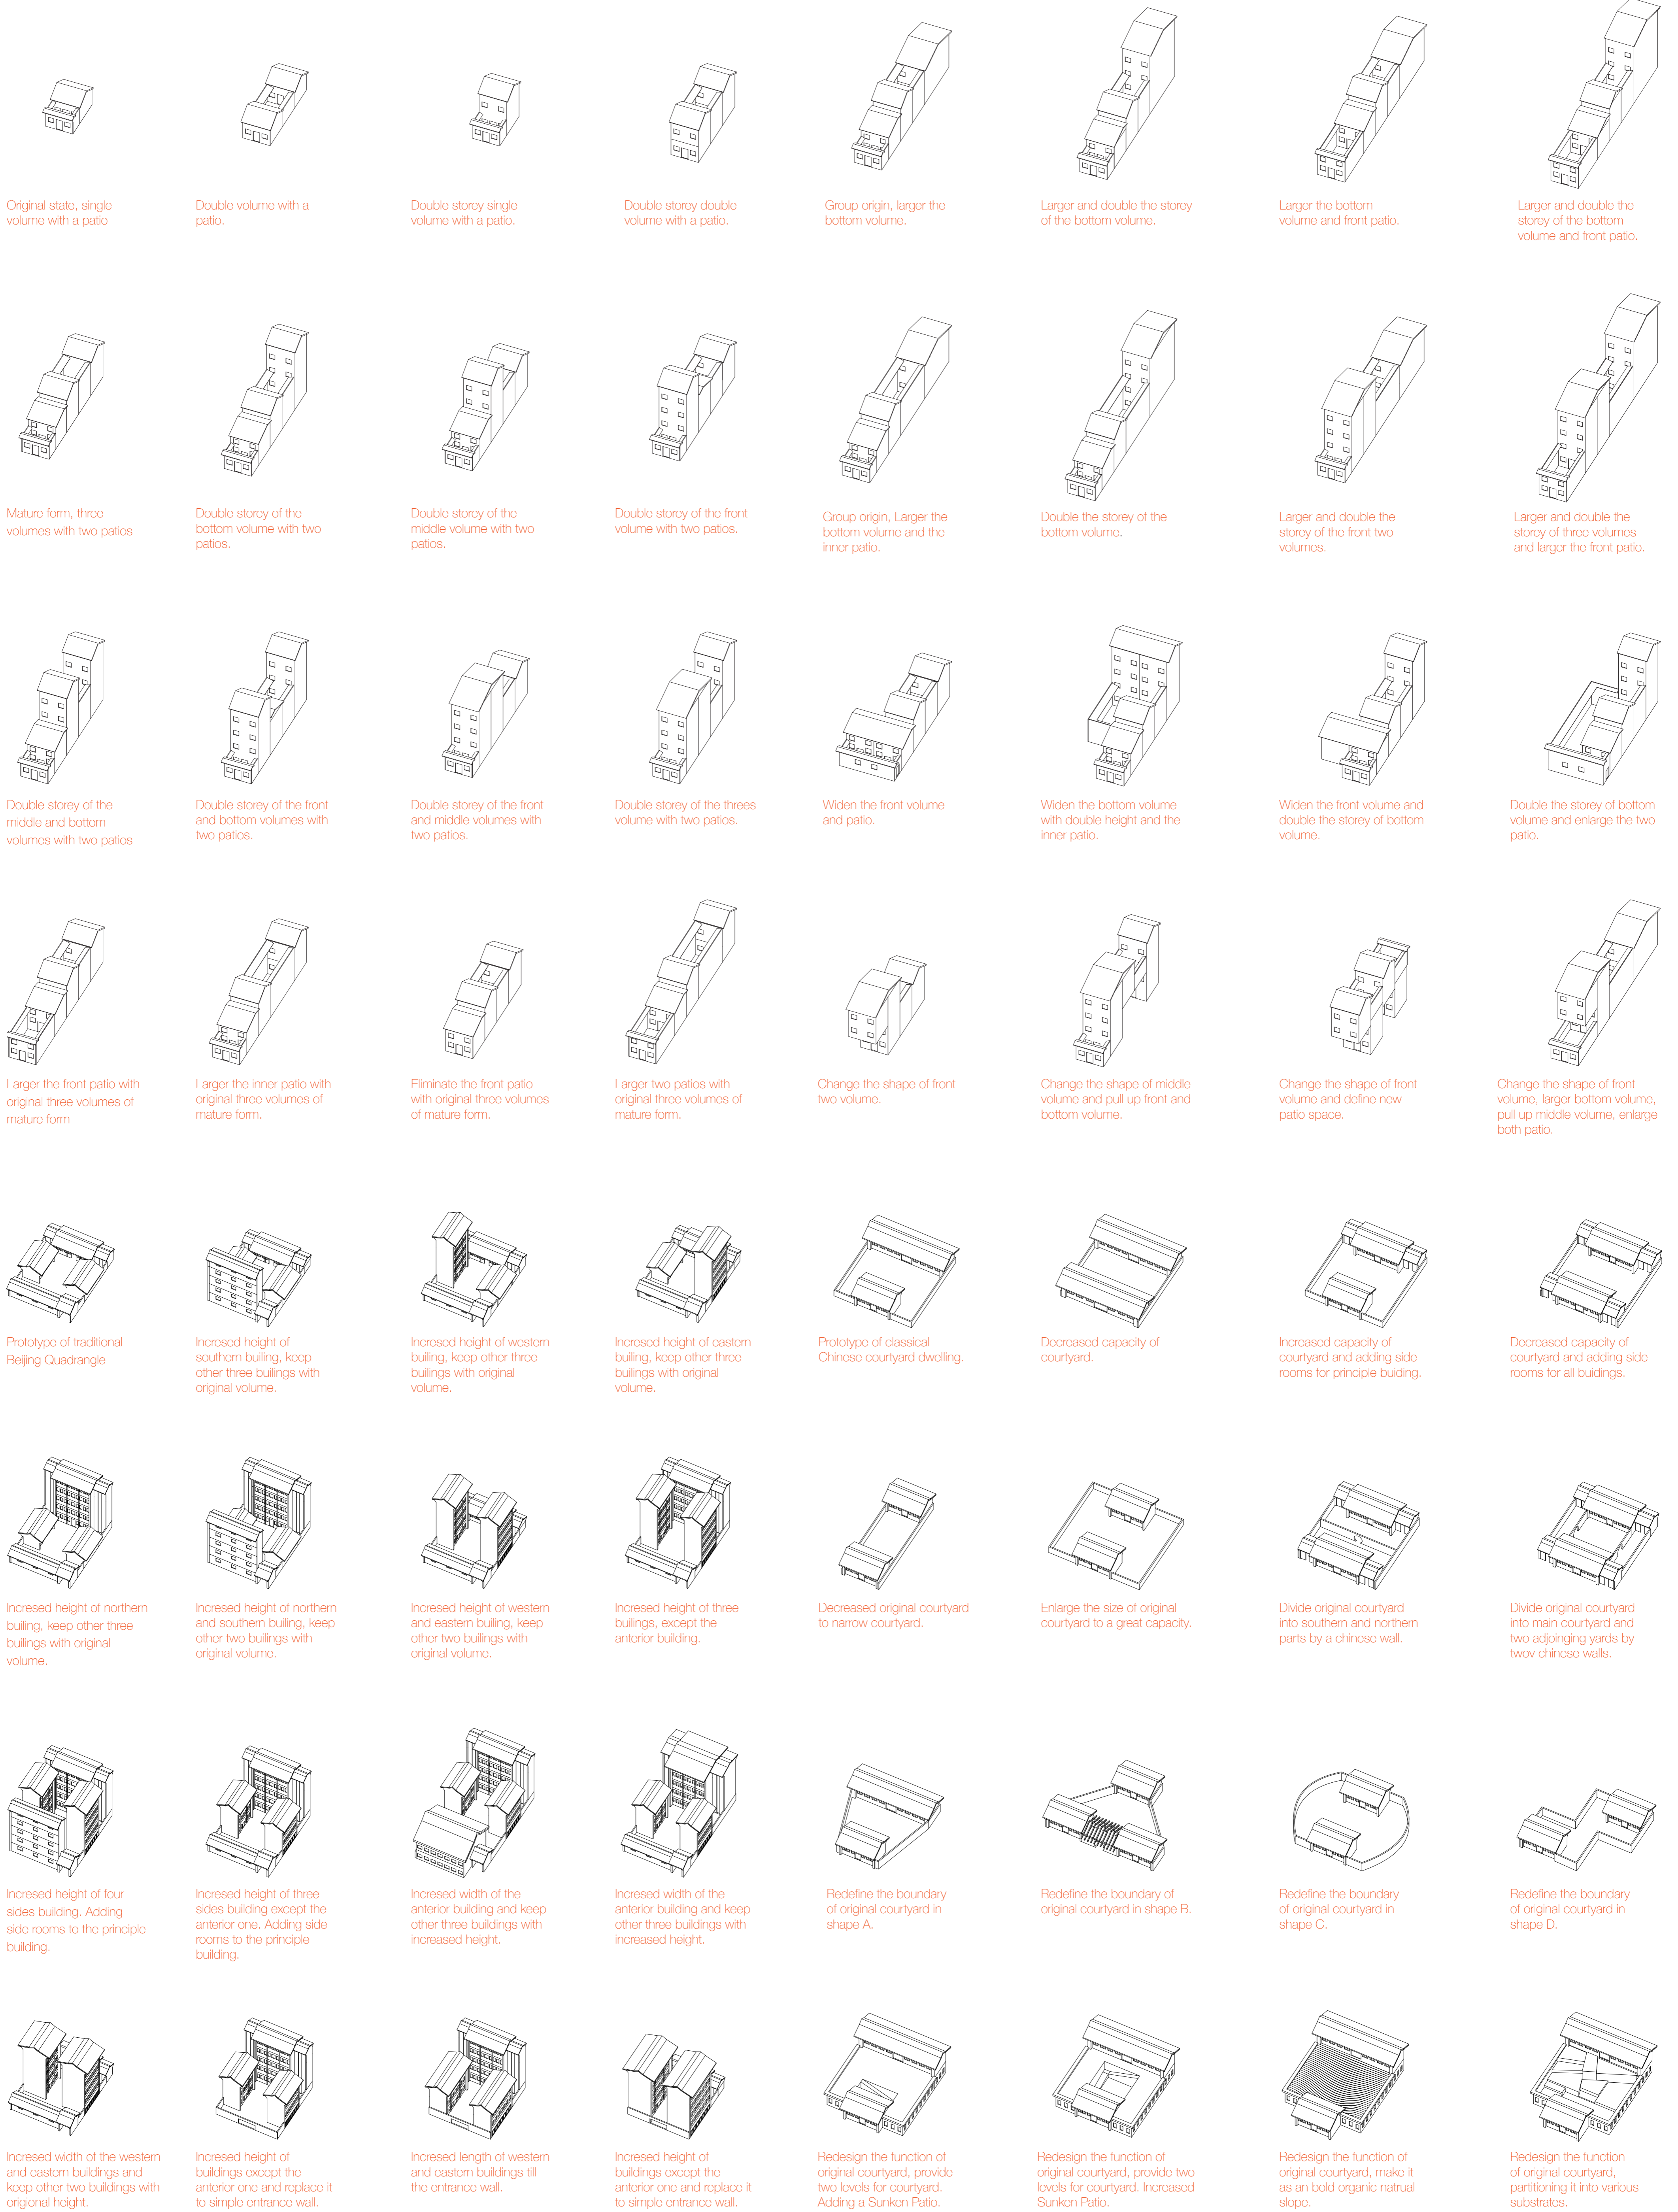 Original state, single
volume with a patio
Double volume with a
patio.
Double storey single
volume with a patio.
Double storey double
volume with a patio.
Group origin, larger the
bottom volume.
Larger and double the storey
of the bottom volume.
Larger the bottom
volume and front patio.
Larger and double the
storey of the bottom
volume and front patio.
Mature form, three
volumes with two patios
Double storey of the
bottom volume with two
patios.
Double storey of the
middle volume with two
patios.
Double storey of the front
volume with two patios.
Group origin, Larger the
bottom volume and the
inner patio.
Double the storey of the
bottom volume.
Larger and double the
storey of the front two
volumes.
Larger and double the
storey of three volumes
and larger the front patio.
Double storey of the
middle and bottom
volumes with two patios
Double storey of the front
and bottom volumes with
two patios.
Double storey of the front
and middle volumes with
two patios.
Double storey of the threes
volume with two patios.
Widen the front volume
and patio.
Widen the bottom volume
with double height and the
inner patio.
Widen the front volume and
double the storey of bottom
volume.
Double the storey of bottom
volume and enlarge the two
patio.
Larger the front patio with
original three volumes of
mature form
Larger the inner patio with
original three volumes of
mature form.
Eliminate the front patio
with original three volumes
of mature form.
Larger two patios with
original three volumes of
mature form.
Change the shape of front
two volume.
Change the shape of middle
volume and pull up front and
bottom volume.
Change the shape of front
volume and define new
patio space.
Change the shape of front
volume, larger bottom volume,
pull up middle volume, enlarge
both patio.
Prototype of traditional
Beijing Quadrangle
Incresed height of
southern builing, keep
other three builings with
original volume.
Incresed height of western
builing, keep other three
builings with original
volume.
Incresed height of eastern
builing, keep other three
builings with original
volume.
Prototype of classical
Chinese courtyard dwelling.
Decreased capacity of
courtyard.
Increased capacity of
courtyard and adding side
rooms for principle buiding.
Decreased capacity of
courtyard and adding side
rooms for all buidings.
Incresed height of northern
builing, keep other three
builings with original
volume.
Incresed height of northern
and southern builing, keep
other two builings with
original volume.
Incresed height of western
and eastern builing, keep
other two builings with
original volume.
Incresed height of three
builings, except the
anterior building.
Decreased original courtyard
to narrow courtyard.
Enlarge the size of original
courtyard to a great capacity.
Divide original courtyard
into southern and northern
parts by a chinese wall.
Divide original courtyard
into main courtyard and
two adjoinging yards by
twov chinese walls.
Incresed height of four
sides building. Adding
side rooms to the principle
building.
Incresed height of three
sides building except the
anterior one. Adding side
rooms to the principle
building.
Incresed width of the
anterior building and keep
other three buildings with
increased height.
Incresed width of the
anterior building and keep
other three buildings with
increased height.
Redefine the boundary
of original courtyard in
shape A.
Redefine the boundary of
original courtyard in shape B.
Redefine the boundary
of original courtyard in
shape C.
Redefine the boundary
of original courtyard in
shape D.
Incresed width of the western
and eastern buildings and
keep other two buildings with
origional height.
Incresed height of
buildings except the
anterior one and replace it
to simple entrance wall.
Incresed length of western
and eastern buildings till
the entrance wall.
Incresed height of
buildings except the
anterior one and replace it
to simple entrance wall.
Redesign the function of
original courtyard, provide
two levels for courtyard.
Adding a Sunken Patio.
Redesign the function of
original courtyard, provide two
levels for courtyard. Increased
Sunken Patio.
Redesign the function of
original courtyard, make it
as an bold organic natrual
slope.
Redesign the function
of original courtyard,
partitioning it into various
substrates.